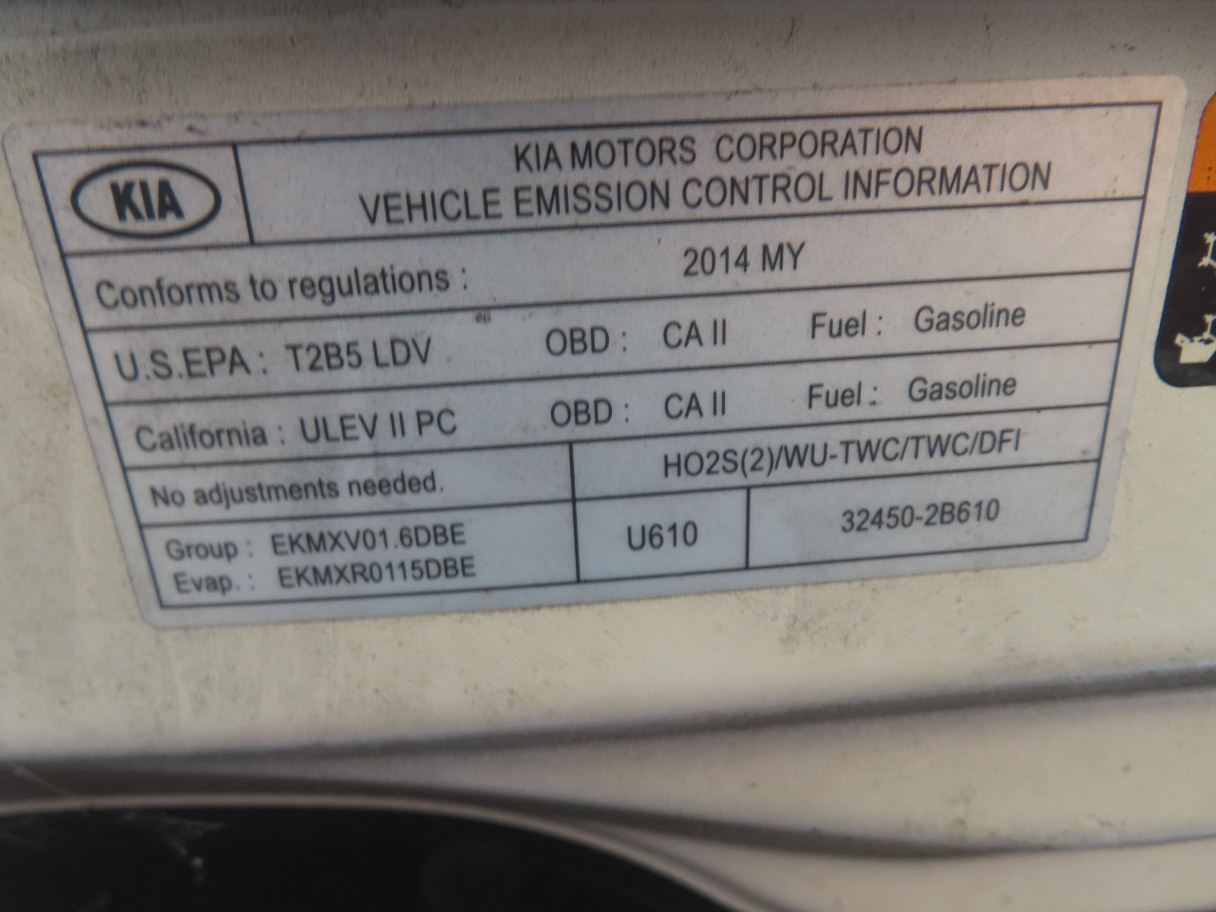 KIA
KIA MOTORS CORPORATION
VEHICLE EMISSION CONTROL INFORMATION
Conforms to regulations : 2014 MY
U.S.EPA : T2B5 LDV OBD : CA II Fuel : Gasoline
California : ULEV II PC OBD : CA II Fuel : Gasoline
No adjustments needed. HO2S(2)/WU-TWC/TWC/DFI
Group : EKMXV01.6DBE U610 32450-2B610
Evap. : EKMXR0115DBE